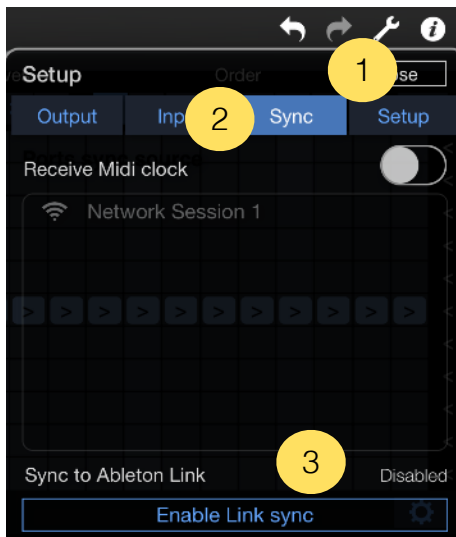 Order
Setup
1
se
Output
Inp
2
Sync
Setup
Receive Midi clock
Network Session 1
3
Sync to Ableton Link
Disabled
Enable Link sync